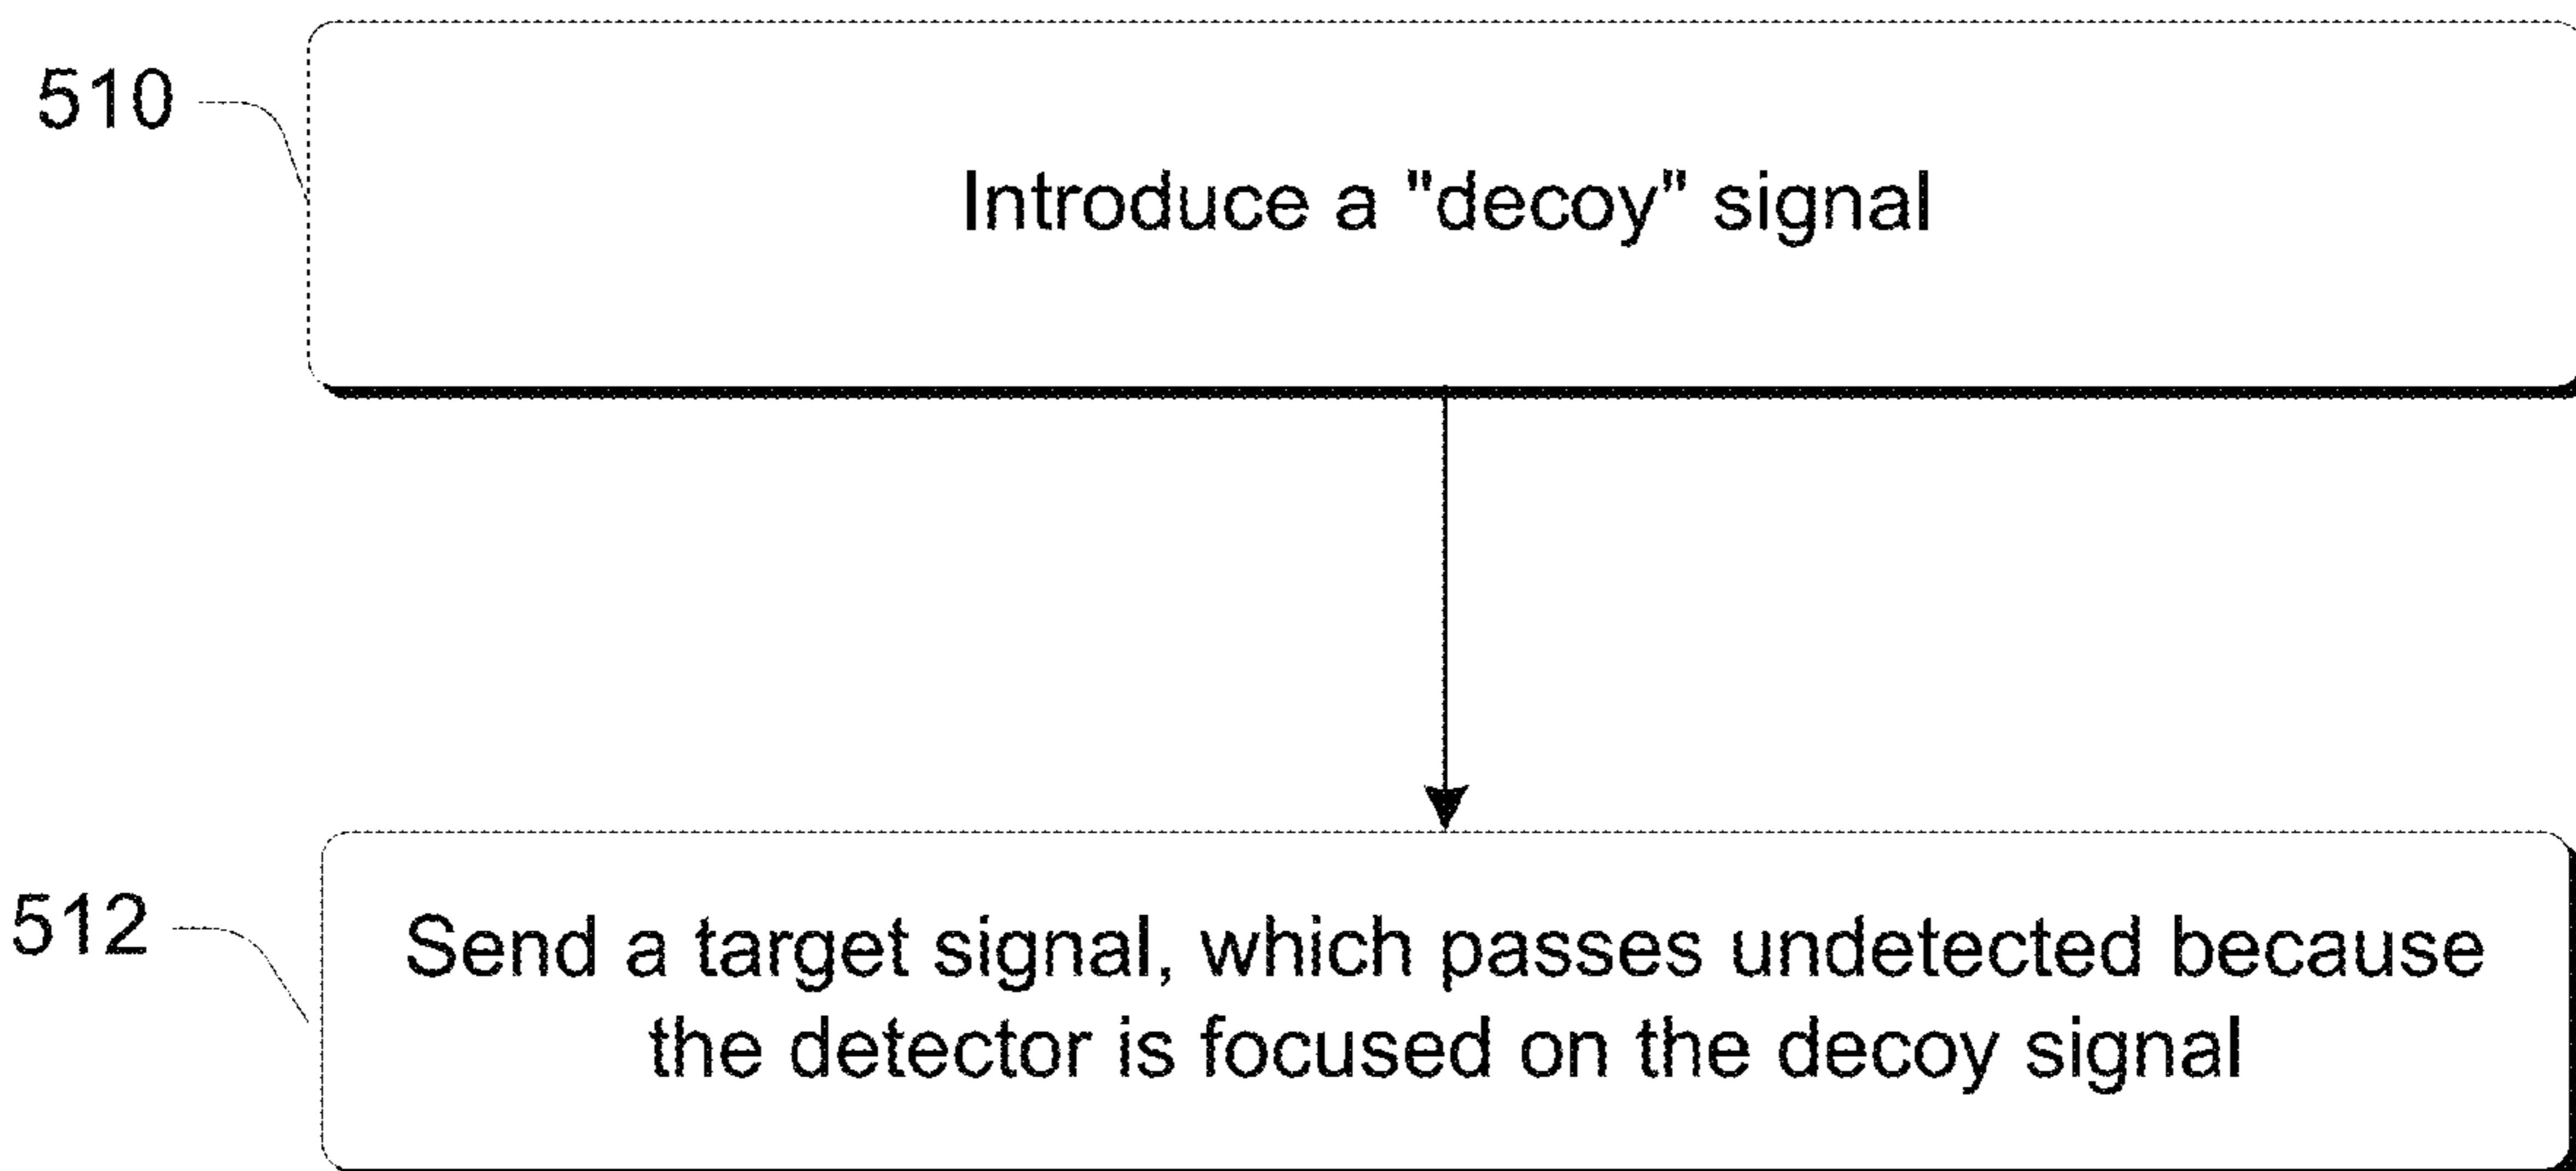 510
Introduce a "decoy" signal
512
Send a target signal, which passes undetected because
the detector is focused on the decoy signal